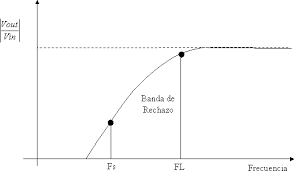 |Vout|
|Vin|
Banda de
Rechazo
Fs
FL
Frecuencia